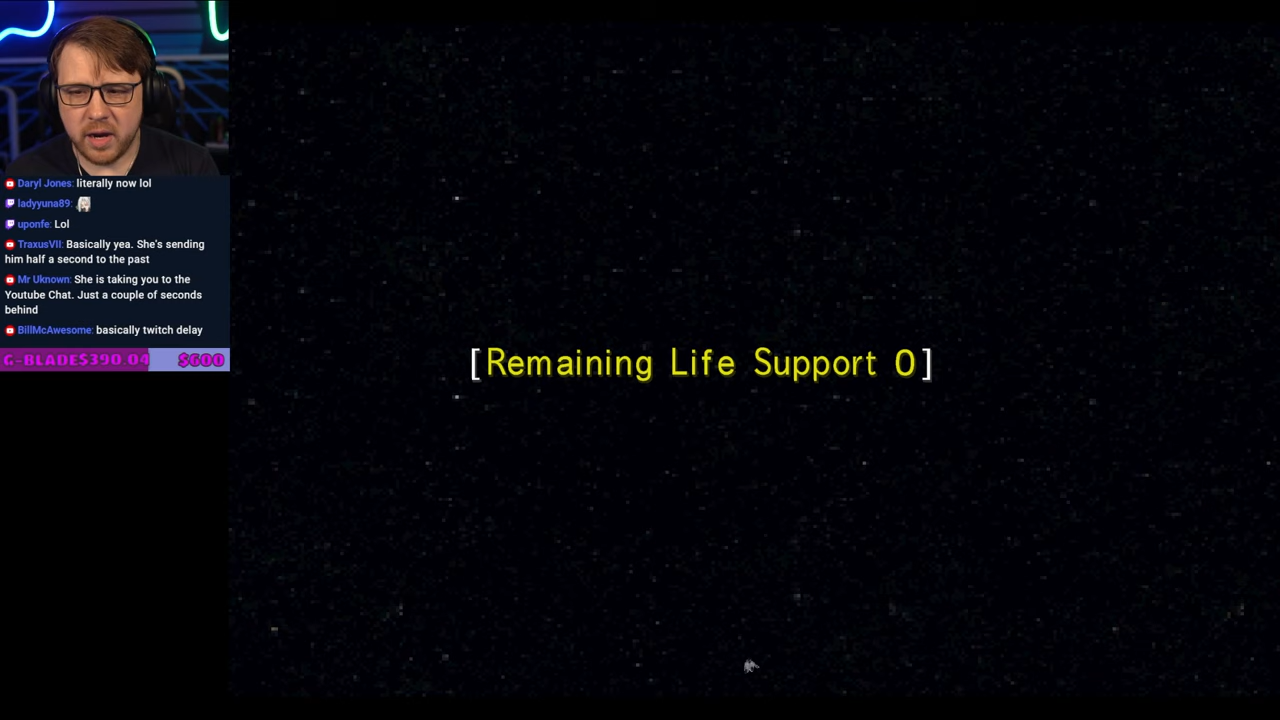 Daryl Jones: literally now lol
ladyyuna89:
uponfe: Lol
TraxusVII: Basically yea. She's sending
him half a second to the past
Mr Uknown: She is taking you to the
Youtube Chat. Just a couple of seconds
behind
BillMcAwesome: basically twitch delay
G-BLADE$390.04 $600
[Remaining Life Support 0]